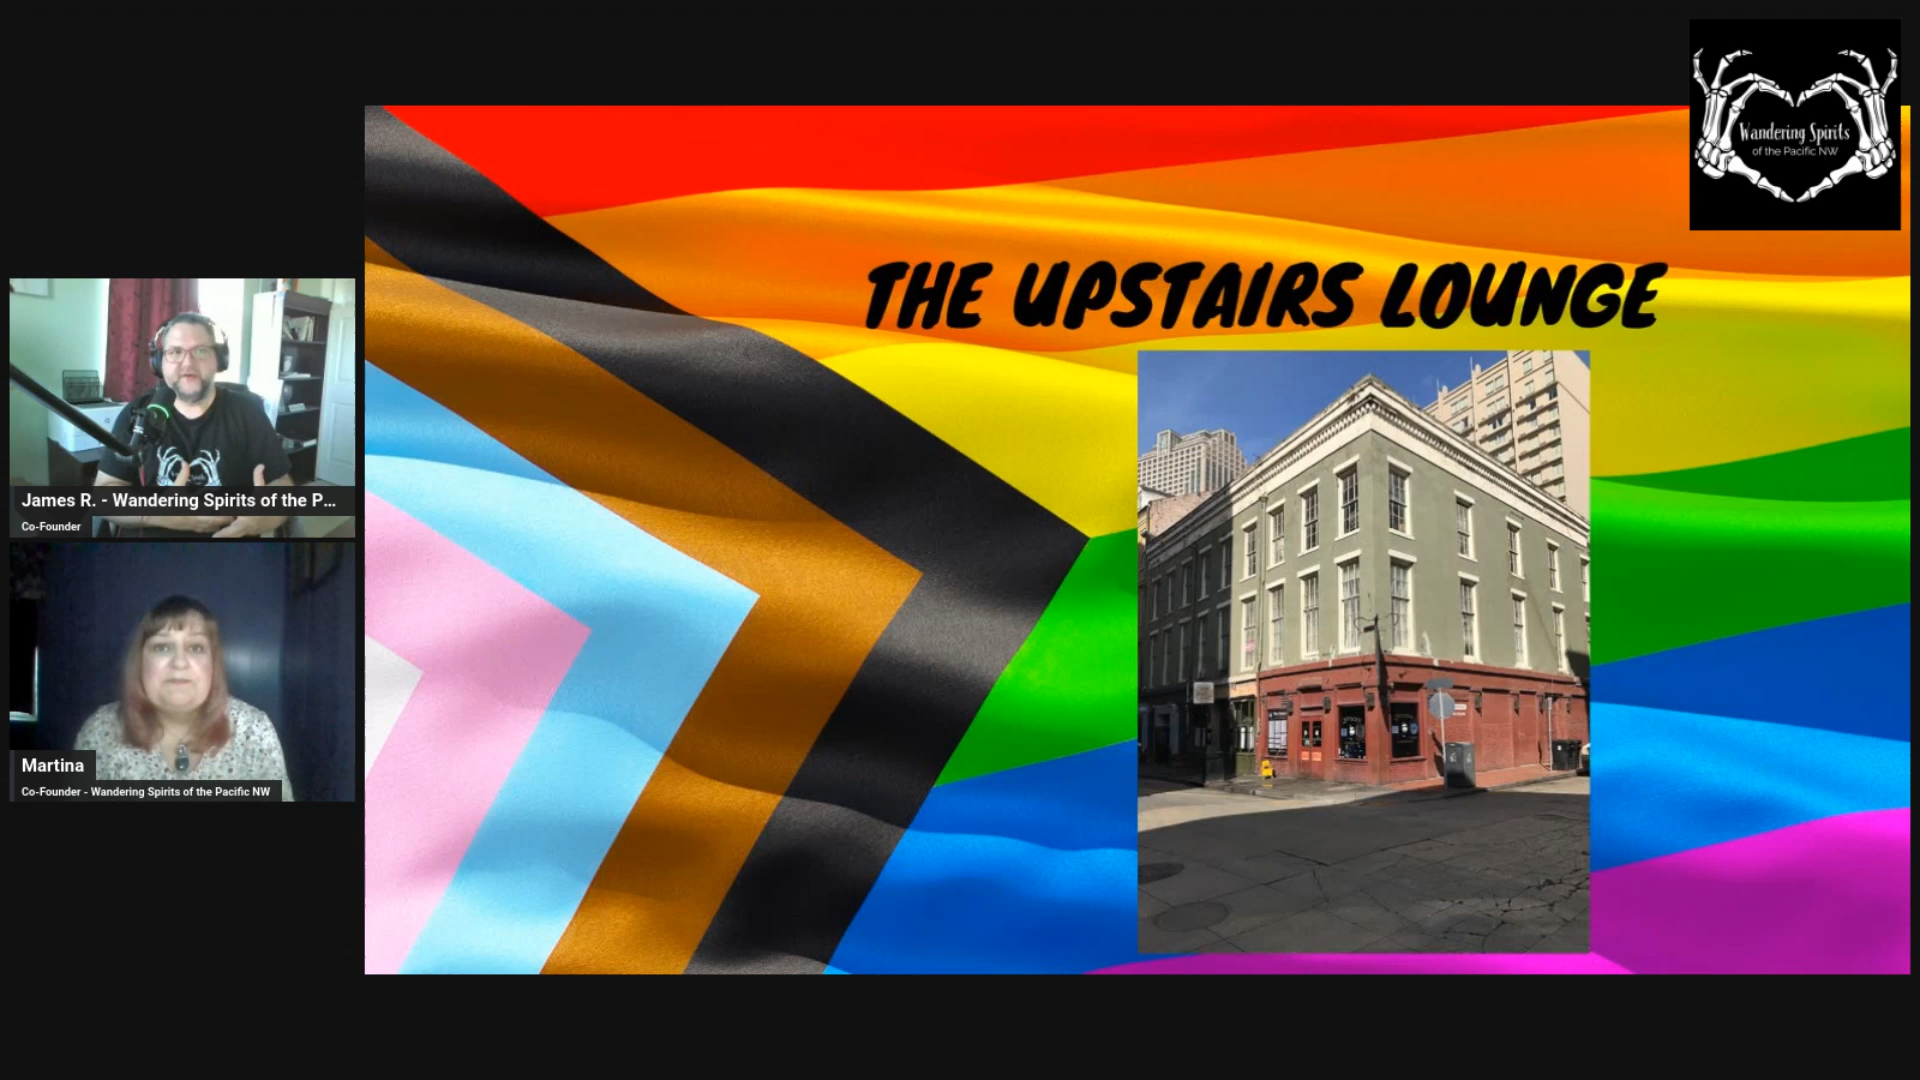 Wandering Spirits
of the Pacific NW
THE UPSTAIRS LOUNGE
James R. - Wandering Spirits of the P...
Co-Founder
Martina
Co-Founder - Wandering Spirits of the Pacific NW